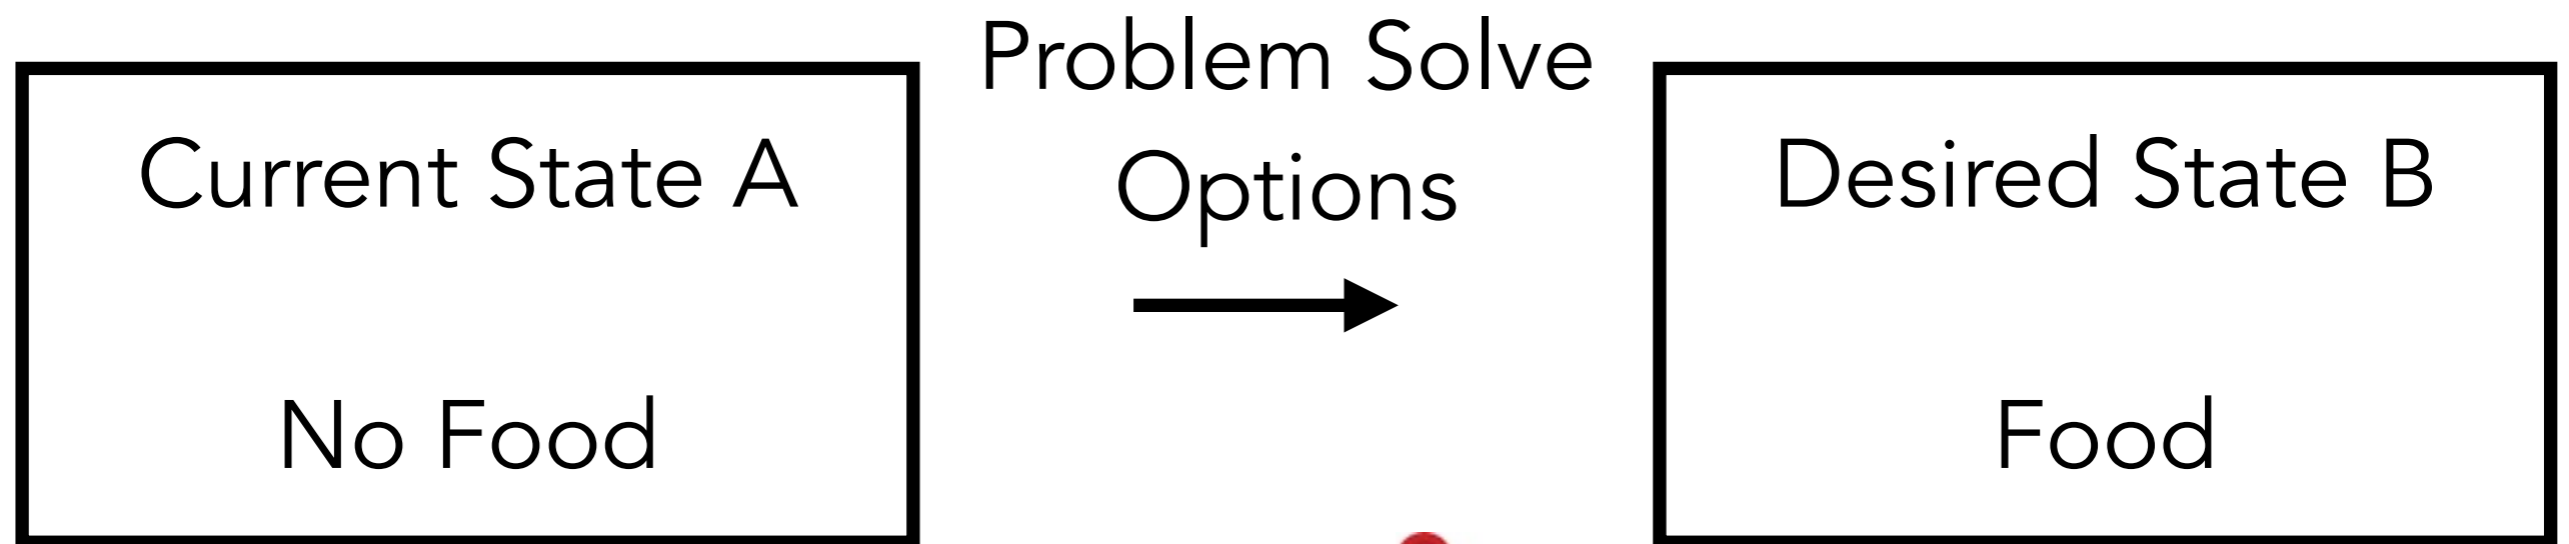 Current State A
No Food
Problem Solve
Options
Desired State B
Food